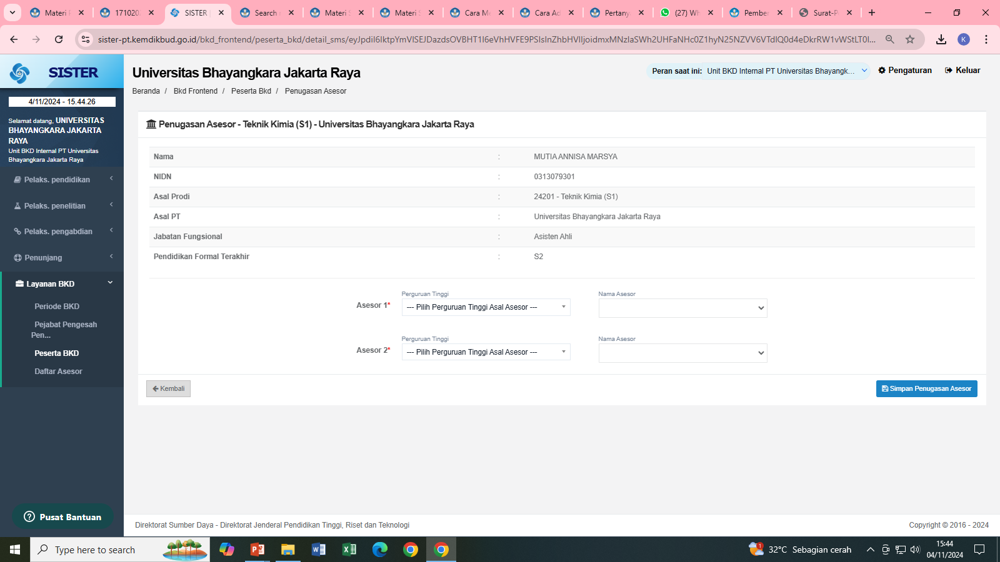 Materi
171020
SISTER
Search
Materi S
Materi
Materi S
Cara Me
Cara Ad
Pertany
(27) Wh
Pember
Surat-P
sister-pt.kemdikbud.go.id/bkd_frontend/peserta_bkd/detail_sms/
K
SISTER
4/11/2024 - 15.44.26
Selamat datang, UNIVERSITAS
BHAYANGKARA JAKARTA
RAYA
Unit BKD Internal PT Universitas
Bhayangkara Jakarta Raya
Pelaks. pendidikan
Pelaks. penelitian
Pelaks. pengabdian
Penunjang
Layanan BKD
Periode BKD
Pejabat Pengesah
Pen...
Peserta BKD
Daftar Asesor
Pusat Bantuan
Universitas Bhayangkara Jakarta Raya
Peran saat ini: Unit BKD Internal PT Universitas Bhayangk...
Pengaturan
Keluar
Beranda / Bkd Frontend / Peserta Bkd / Penugasan Asesor
Penugasan Asesor - Teknik Kimia (S1) - Universitas Bhayangkara Jakarta Raya
Nama : MUTIA ANNISA MARSYA
NIDN : 0313079301
Asal Prodi : 24201 - Teknik Kimia (S1)
Asal PT : Universitas Bhayangkara Jakarta Raya
Jabatan Fungsional : Asisten Ahli
Pendidikan Formal Terakhir : S2
Perguruan Tinggi Nama Asesor
Asesor 1* --- Pilih Perguruan Tinggi Asal Asesor ---
Perguruan Tinggi Nama Asesor
Asesor 2* --- Pilih Perguruan Tinggi Asal Asesor ---
Kembali
Simpan Penugasan Asesor
Direktorat Sumber Daya - Direktorat Jenderal Pendidikan Tinggi, Riset dan Teknologi
Copyright © 2016 - 2024
Type here to search
1
32°C Sebagian cerah
15:44
04/11/2024